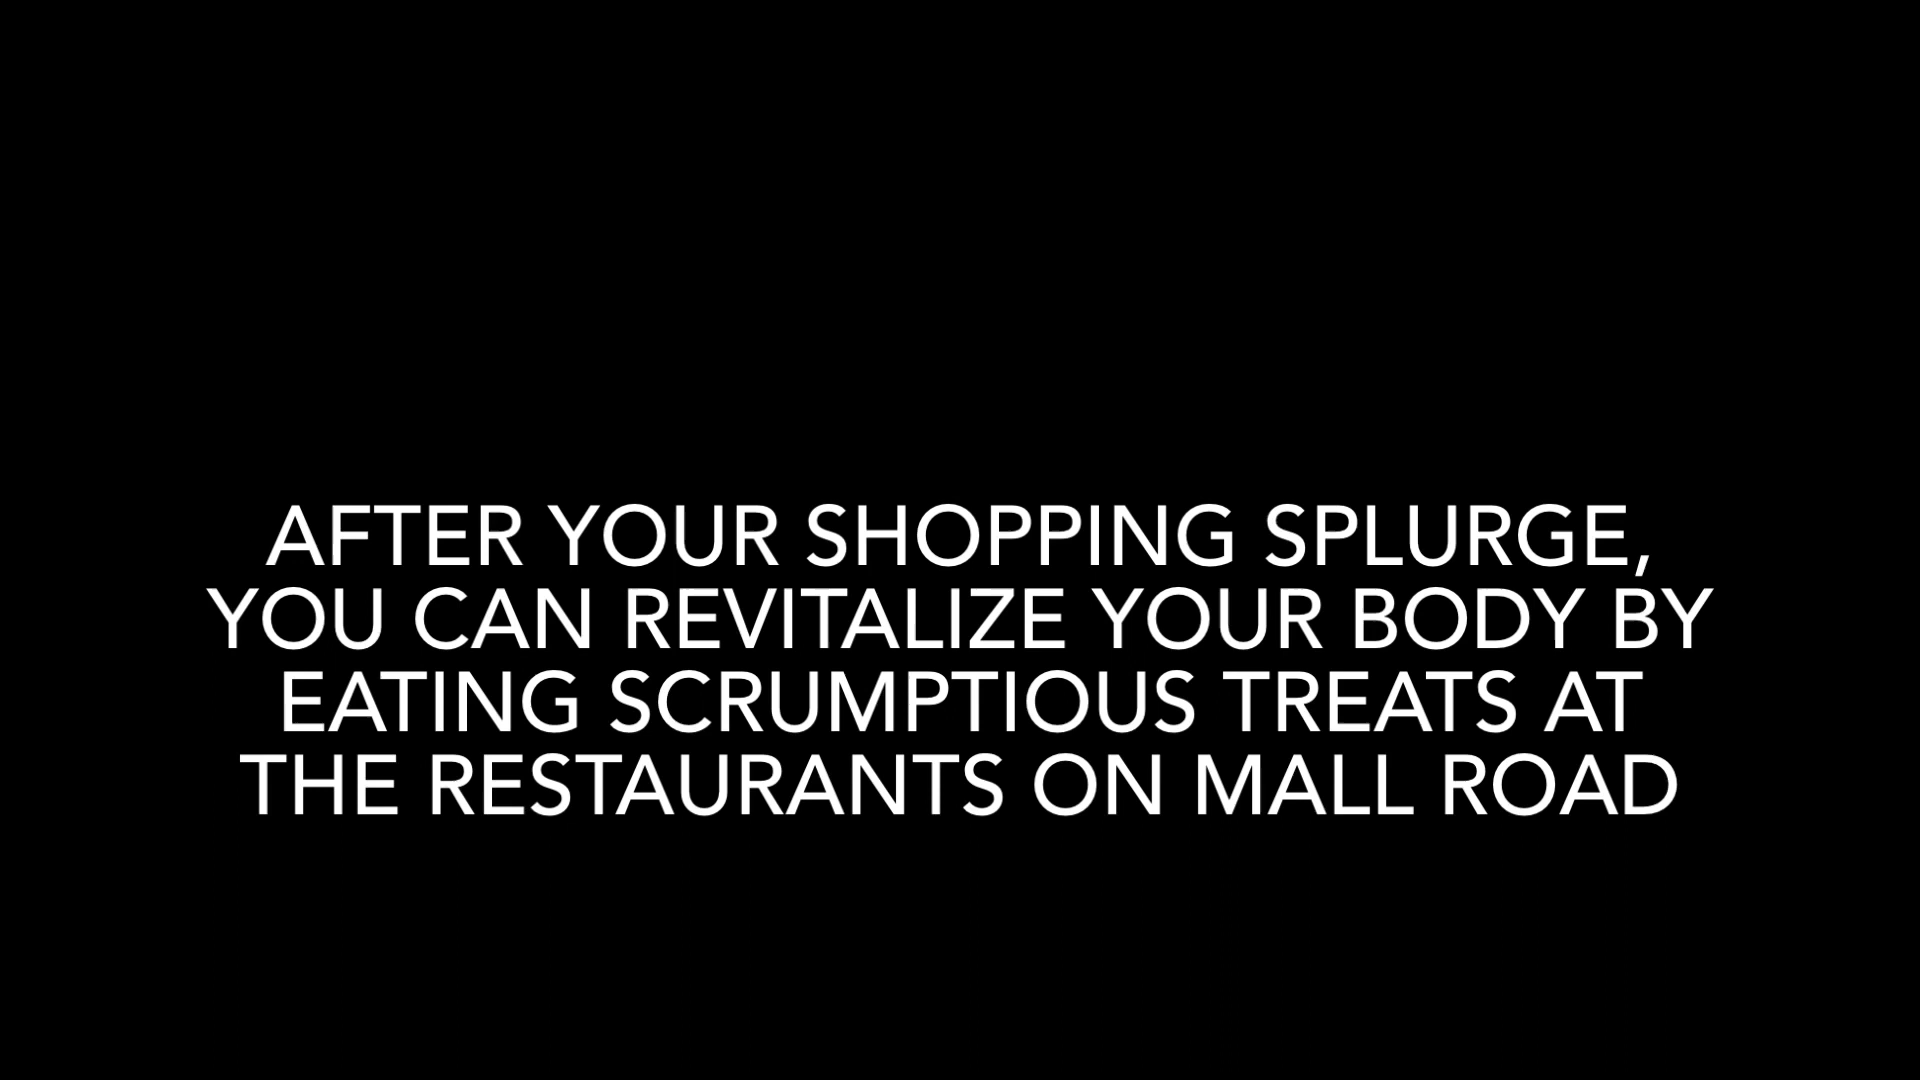 AFTER YOUR SHOPPING SPLURGE,
YOU CAN REVITALIZE YOUR BODY BY
EATING SCRUMPTIOUS TREATS AT
THE RESTAURANTS ON MALL ROAD